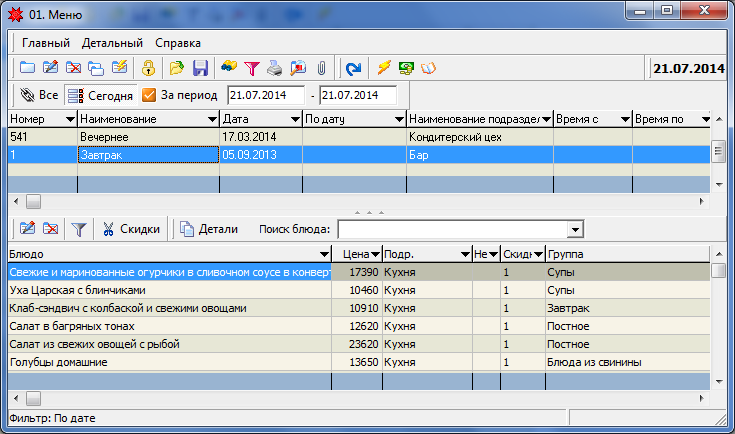 01. Меню
Главный Детальный Справка
21.07.2014
Все Сегодня За период 21.07.2014 - 21.07.2014
Номер Наименование Дата По дату Наименование подраздел Время с Время по
541 Вечернее 17.03.2014 Кондитерский цех
1 Завтрак 05.09.2013 Бар
Скидки Детали Поиск блюда:
Блюдо Цена Подр. Не Скидк Группа
Свежие и маринованные огурчики в сливочном соусе в конверт 17390 Кухня 1 Супы
Уха Царская с блинчиками 10460 Кухня 1 Супы
Клаб-сэндвич с колбаской и свежими овощами 10910 Кухня 1 Завтрак
Салат в багряных тонах 12620 Кухня 1 Постное
Салат из свежих овощей с рыбой 23620 Кухня 1 Постное
Голубцы домашние 13650 Кухня 1 Блюда из свинины
Фильтр: По дате